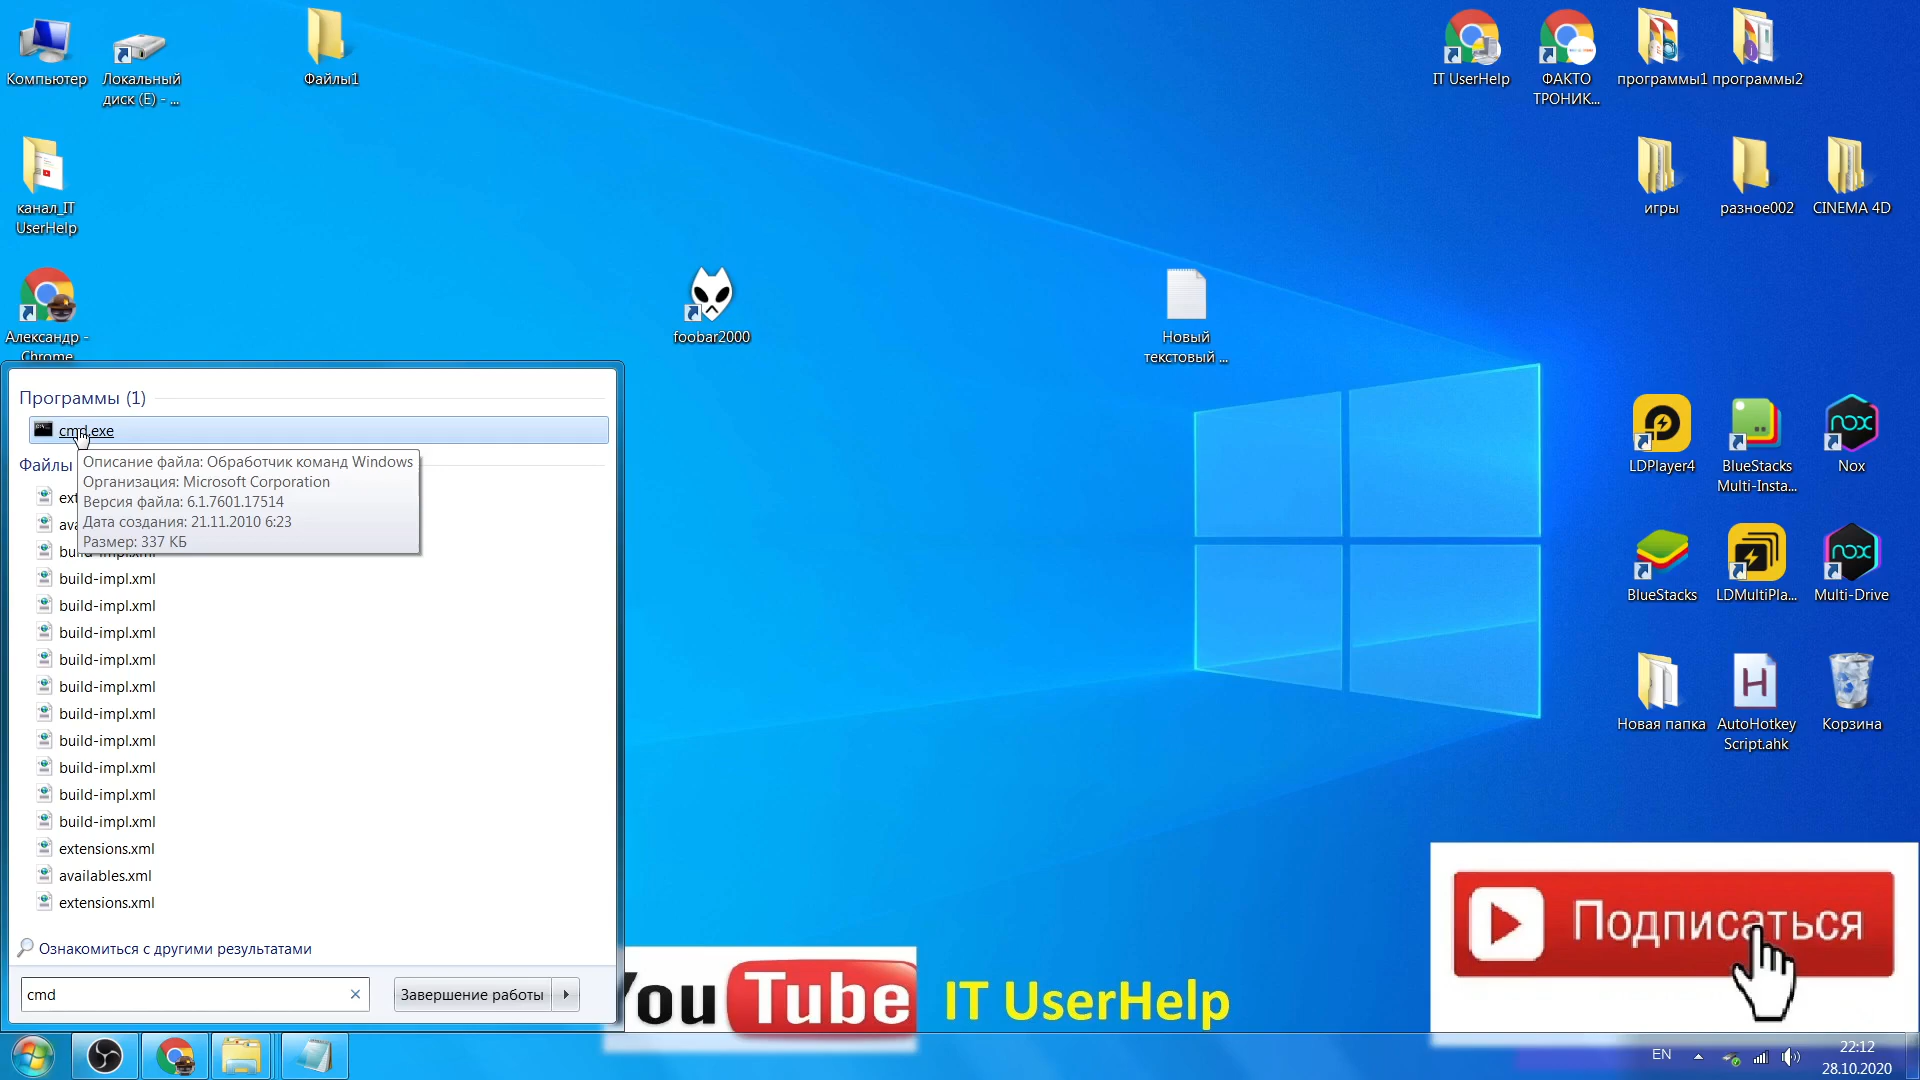 Компьютер
Локальный
диск (E) - ...
Файлы1
IT UserHelp
ФАКТО
ТРОНИК...
программы1
программы2
канал_IT
UserHelp
игры
разное002
CINEMA 4D
Александр -
Chrome
foobar2000
Новый
текстовый ...
Программы (1)
cmd.exe
Файлы
Описание файла: Обработчик команд Windows
Организация: Microsoft Corporation
Версия файла: 6.1.7601.17514
Дата создания: 21.11.2010 6:23
Размер: 337 КБ
build-impl.xml
build-impl.xml
build-impl.xml
build-impl.xml
build-impl.xml
build-impl.xml
build-impl.xml
build-impl.xml
build-impl.xml
build-impl.xml
build-impl.xml
extensions.xml
availables.xml
extensions.xml
Ознакомиться с другими результатами
cmd
Завершение работы
LDPlayer4
BlueStacks
Multi-Insta...
nox
Nox
BlueStacks
LDMultiPla...
nox
Multi-Drive
Новая папка
AutoHotkey
Script.ahk
Корзина
YouTube
IT UserHelp
Подписаться
EN
22:12
28.10.2020